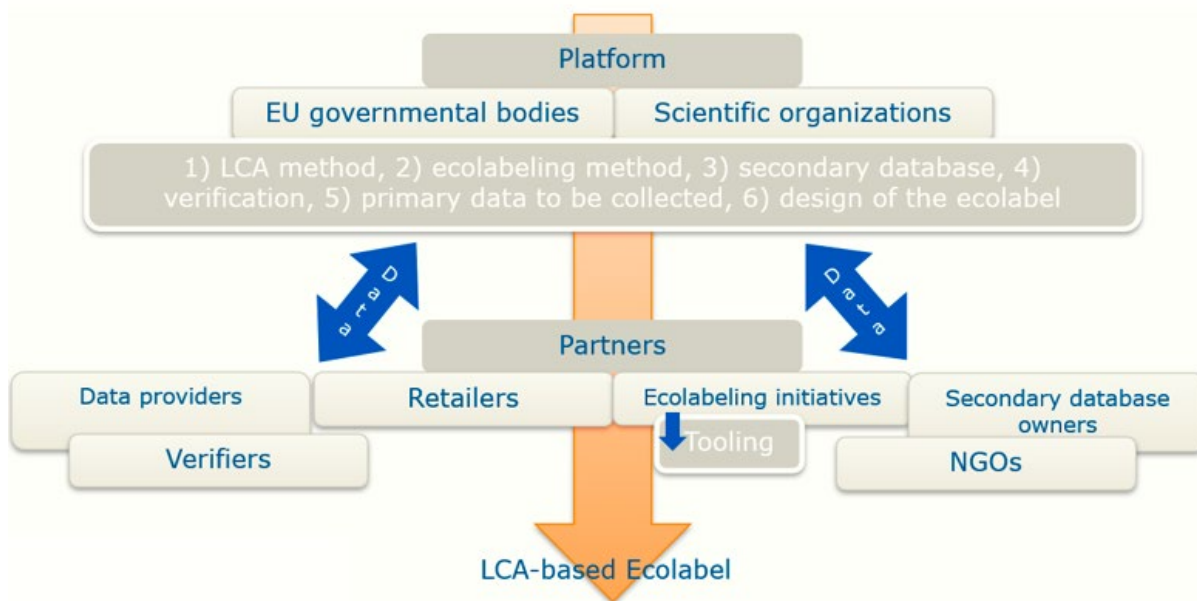 Platform
EU governmental bodies
Scientific organizations
1) LCA method, 2) ecolabeling method, 3) secondary database, 4)
verification, 5) primary data to be collected, 6) design of the ecolabel
Data
Data
Partners
Data providers
Retailers
Ecolabeling initiatives
Secondary database
owners
Verifiers
Tooling
NGOs
LCA-based Ecolabel